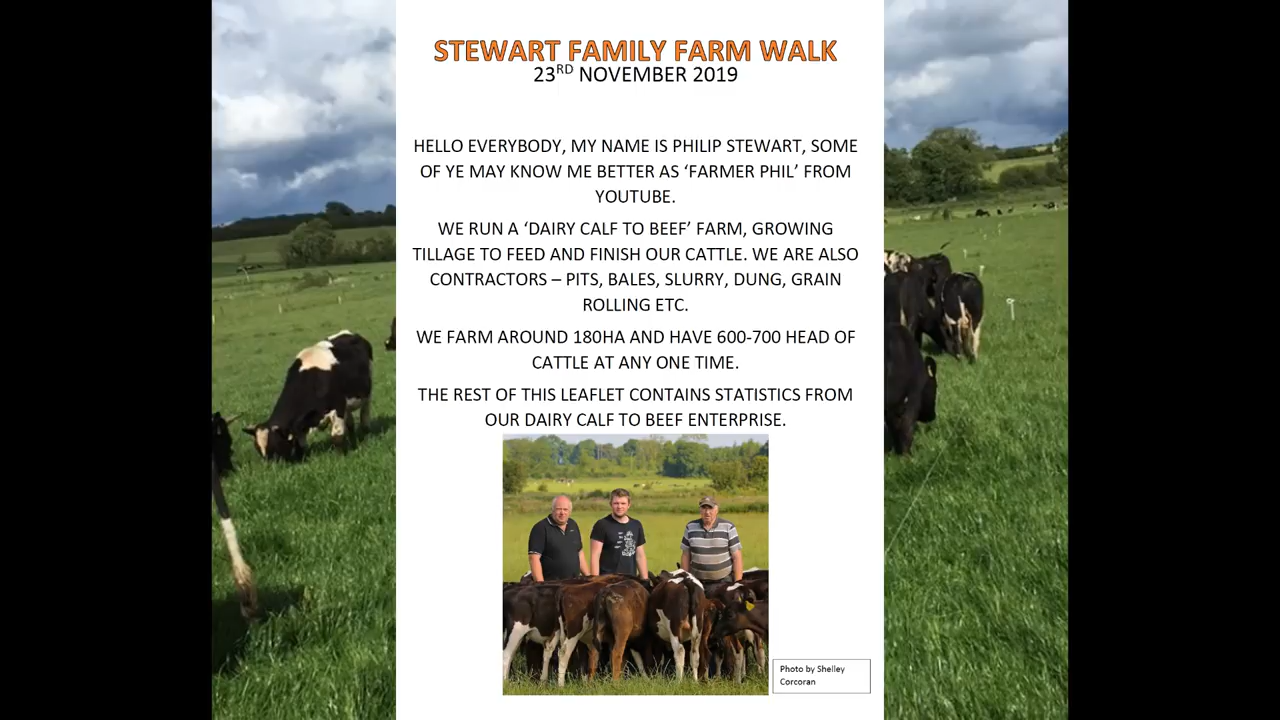 STEWART FAMILY FARM WALK
23RD NOVEMBER 2019
HELLO EVERYBODY, MY NAME IS PHILIP STEWART, SOME
OF YE MAY KNOW ME BETTER AS ‘FARMER PHIL’ FROM
YOUTUBE.
WE RUN A ‘DAIRY CALF TO BEEF’ FARM, GROWING
TILLAGE TO FEED AND FINISH OUR CATTLE. WE ARE ALSO
CONTRACTORS – PITS, BALES, SLURRY, DUNG, GRAIN
ROLLING ETC.
WE FARM AROUND 180HA AND HAVE 600-700 HEAD OF
CATTLE AT ANY ONE TIME.
THE REST OF THIS LEAFLET CONTAINS STATISTICS FROM
OUR DAIRY CALF TO BEEF ENTERPRISE.
Photo by Shelley
Corcoran